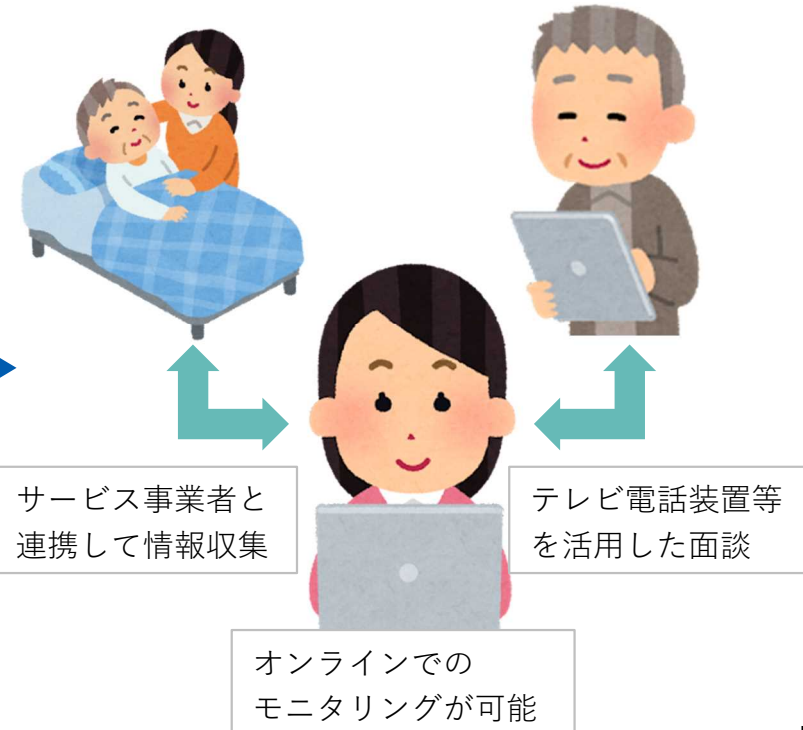 サービス事業者と
連携して情報収集
テレビ電話装置等
を活用した面談
オンラインでの
モニタリングが可能